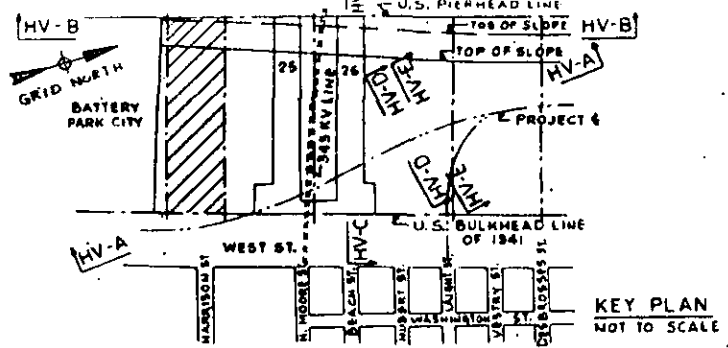 HV
U.S. PIERHEAD LINE
HV-B
TOE OF SLOPE
HV-B
TOP OF SLOPE
HV-A
GRID NORTH
25
26
HV-E
HV-D
BATTERY
PARK CITY
345 KV LINE
PROJECT ℄
HV-D
HV-E
U.S. BULKHEAD LINE
OF 1941
HV-A
WEST ST.
HV-C
HARRISON ST.
N. MOORE ST.
BEACH ST.
HUBERT ST.
LAIGHT ST.
VESTRY ST.
DESBROSSES ST.
WASHINGTON ST.
KEY PLAN
NOT TO SCALE